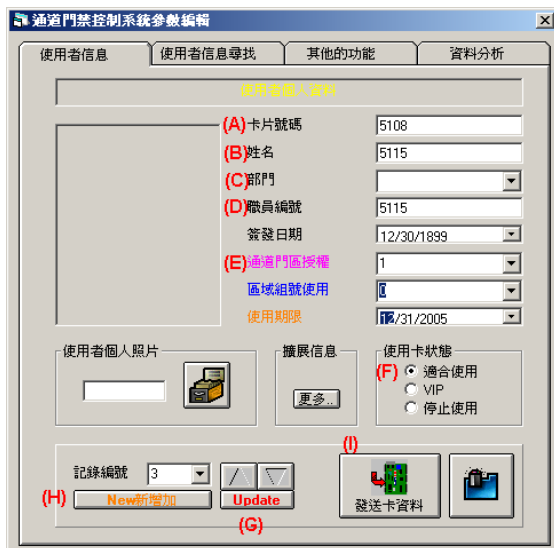 通道門禁控制系統參數編輯
使用者信息 使用者信息尋找 其他的功能 資料分析
使用者個人資料
(A)卡片號碼 5108
(B)姓名 5115
(C)部門
(D)職員編號 5115
簽發日期 12/30/1899
(E)通道門區授權 1
區域組號使用 0
使用期限 12/31/2005
使用者個人照片 擴展信息 使用卡狀態
(F) 適合使用
VIP
更多..
停止使用
(I)
記錄編號 3
(H) New新增加 Update 發送卡資料
(G)